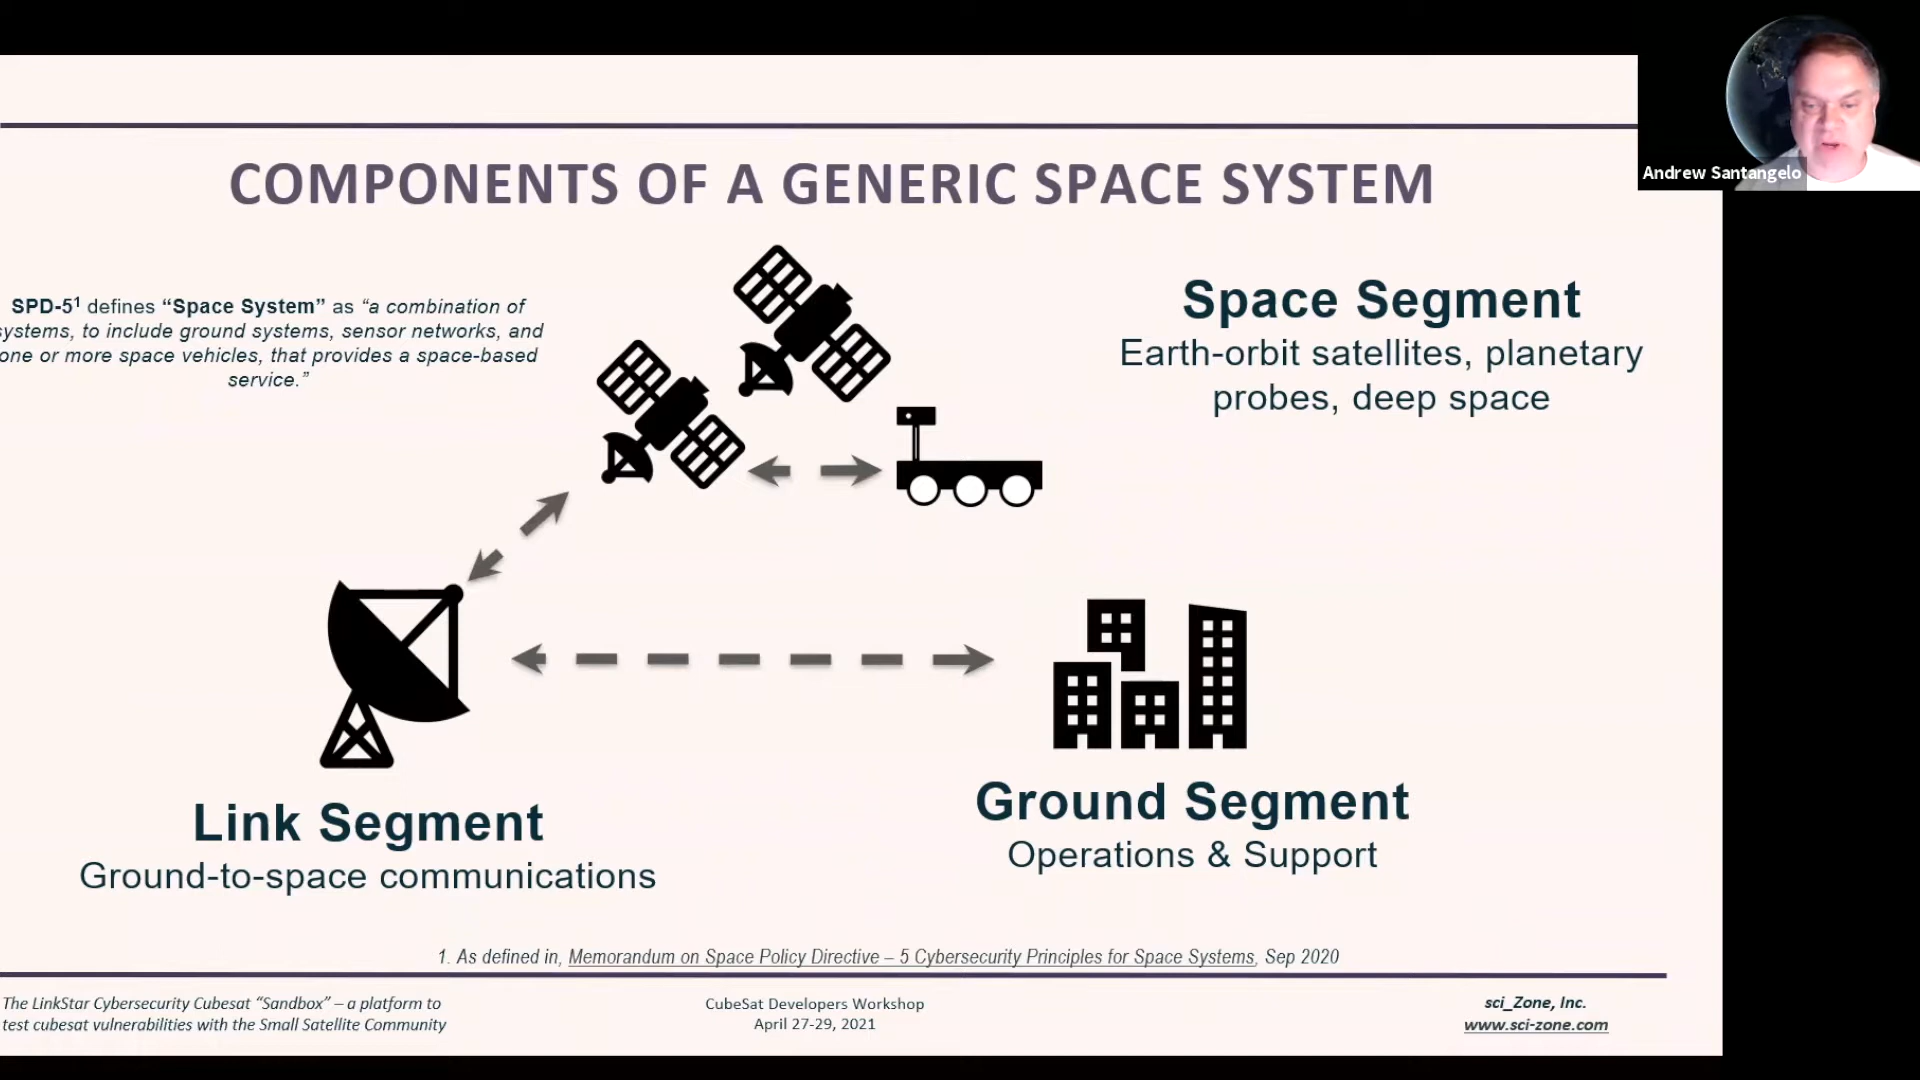 Andrew Santangelo
COMPONENTS OF A GENERIC SPACE SYSTEM
SPD-5¹ defines “Space System” as “a combination of
systems, to include ground systems, sensor networks, and
one or more space vehicles, that provides a space-based
service.”
Space Segment
Earth-orbit satellites, planetary
probes, deep space
Link Segment
Ground-to-space communications
Ground Segment
Operations & Support
1. As defined in, Memorandum on Space Policy Directive – 5 Cybersecurity Principles for Space Systems, Sep 2020
The LinkStar Cybersecurity Cubesat “Sandbox” – a platform to
test cubesat vulnerabilities with the Small Satellite Community
CubeSat Developers Workshop
April 27-29, 2021
sci_Zone, Inc.
www.sci-zone.com